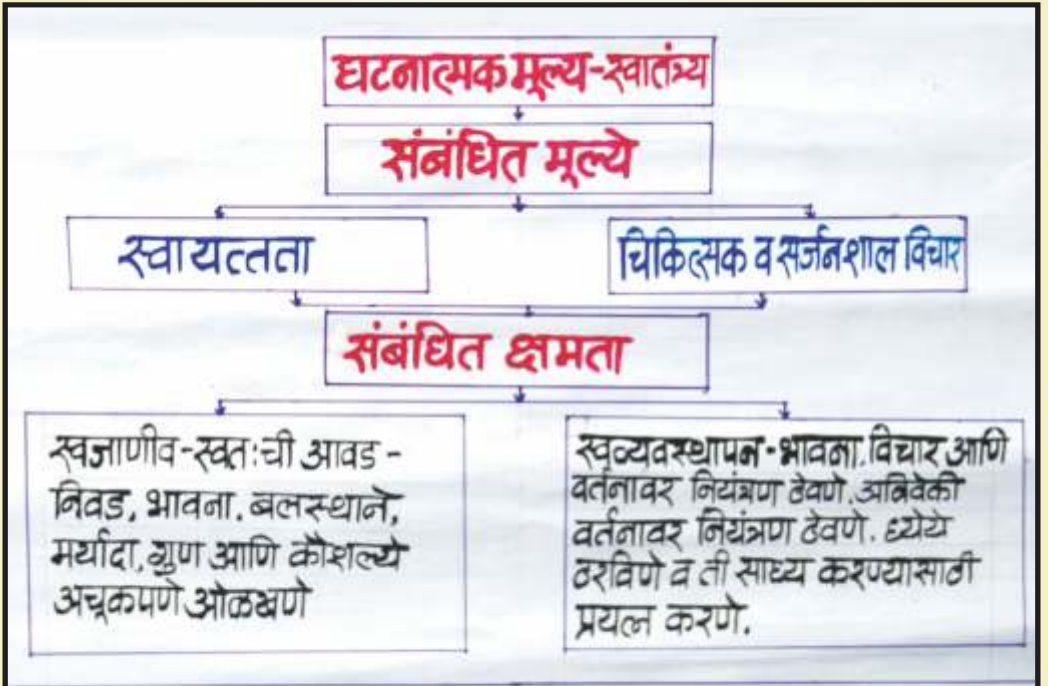 घटनात्मक मूल्य-स्वातंत्र्य
संबंधित मूल्ये
स्वायत्तता
चिकित्सक व सर्जनशाल विचार
संबंधित क्षमता
स्वजाणीव-स्वत:ची आवड-
निवड, भावना. बलस्थाने,
मर्यादा, गुण आणि कौशल्ये
अचूकपणे ओळखणे
स्वव्यवस्थापन-भावना. विचार आणि
वर्तनावर नियंत्रण ठेवणे. अविवेकी
वर्तनावर नियंत्रण ठेवणे. ध्येये
ठरविणे व ती साध्य करण्यासाठी
प्रयत्न करणे.